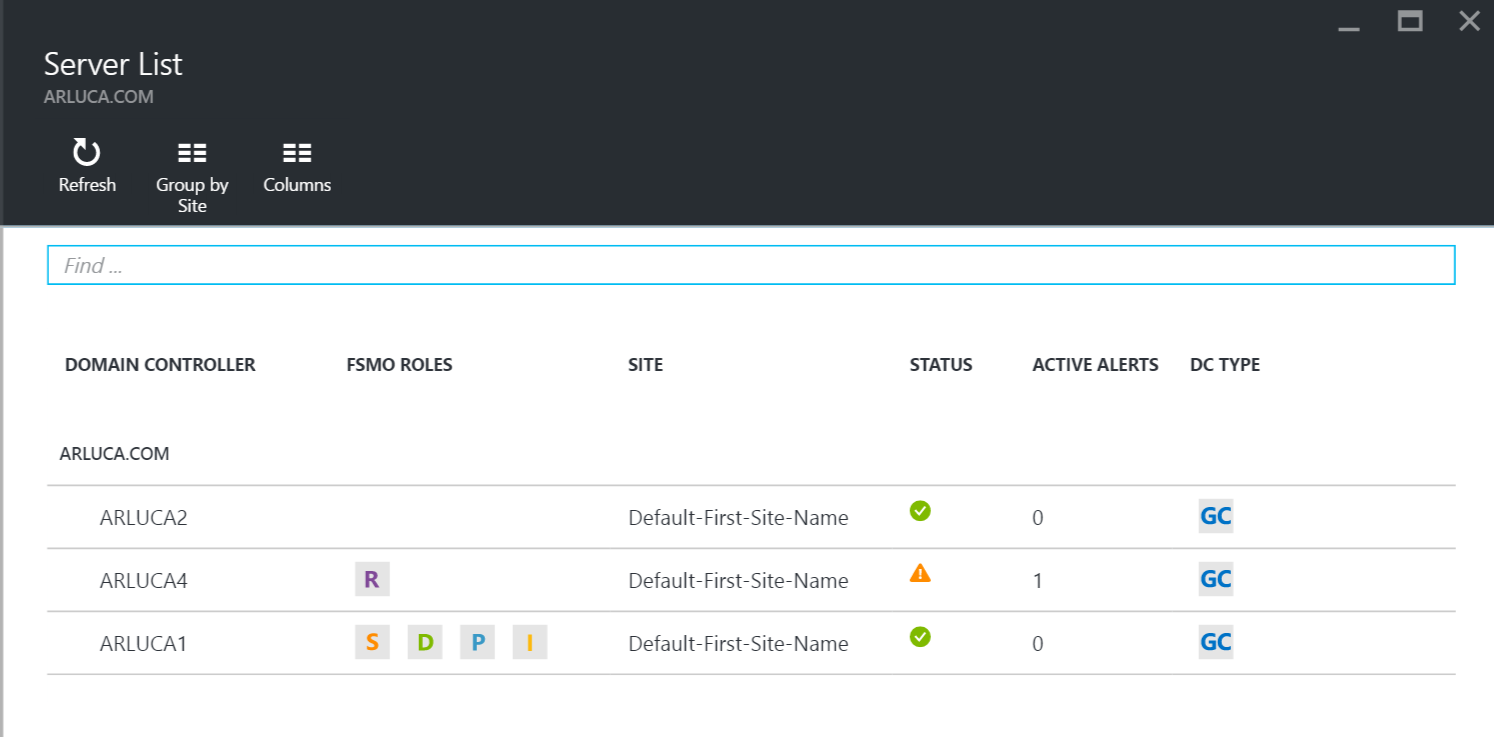 Server List
ARLUCA.COM
Refresh
Group by
Site
Columns
Find ...
DOMAIN CONTROLLER FSMO ROLES SITE STATUS ACTIVE ALERTS DC TYPE
ARLUCA.COM
ARLUCA2 Default-First-Site-Name 0 GC
ARLUCA4 R Default-First-Site-Name 1 GC
ARLUCA1 S D P I Default-First-Site-Name 0 GC